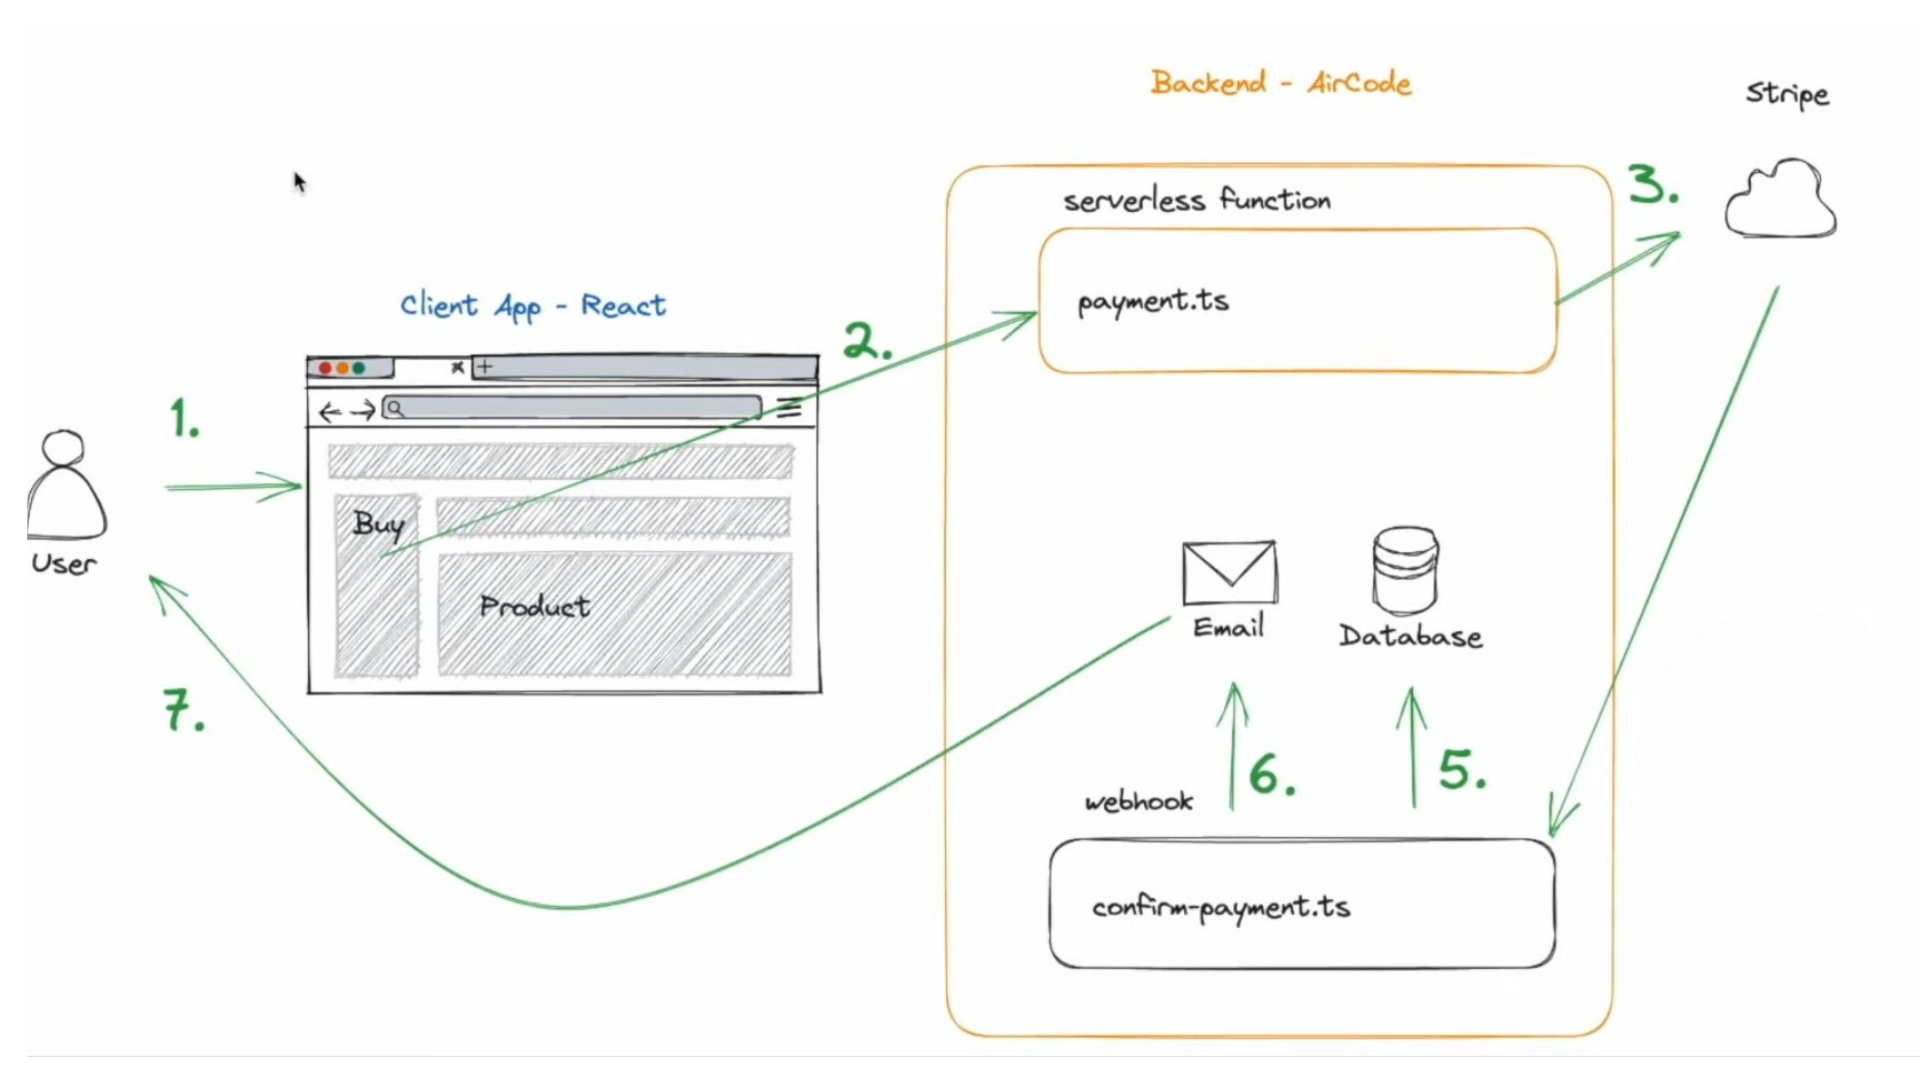 Backend - AirCode
Stripe
serverless function
3.
payment.ts
Client App - React
2.
1.
Buy
User
Product
Email
Database
7.
6.
5.
webhook
confirm-payment.ts